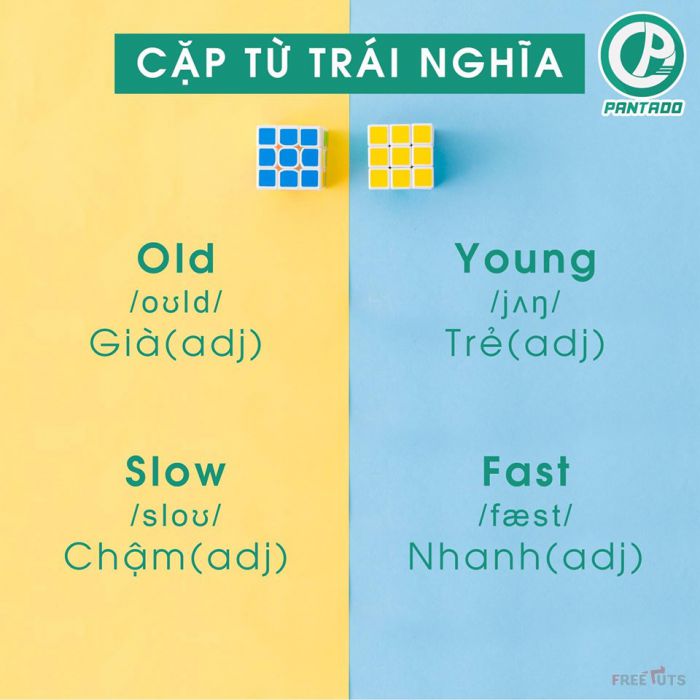 CẶP TỪ TRÁI NGHĨA
PANTADO
Old
/oʊld/
Già(adj)
Young
/jʌŋ/
Trẻ(adj)
Slow
/sloʊ/
Chậm(adj)
Fast
/fæst/
Nhanh(adj)
FREETUTS